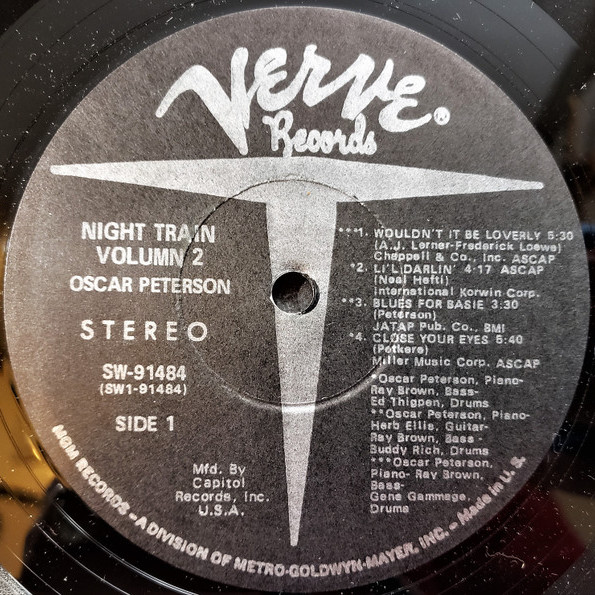 Verve®
Records
NIGHT TRAIN
VOLUMN 2
OSCAR PETERSON
STEREO
SW-91484
(SW1-91484)
SIDE 1
Mfd. By
Capitol
Records, Inc.
U.S.A.
***1. WOULDN'T IT BE LOVERLY 5:30
(A.J. Lerner-Frederick Loewe)
Chappell & Co., Inc. ASCAP
*2. LI'L DARLIN' 4:17 ASCAP
(Neal Hefti)
International Korwin Corp.
**3. BLUES FOR BASIE 3:30
(Peterson)
JATAP Pub. Co., BMI
*4. CLOSE YOUR EYES 5:40
(Petkere)
Miller Music Corp. ASCAP
*Oscar Peterson, Piano-
Ray Brown, Bass-
Ed Thigpen, Drums
**Oscar Peterson, Piano-
Herb Ellis, Guitar-
Ray Brown, Bass -
Buddy Rich, Drums
***Oscar Peterson,
Piano- Ray Brown,
Bass-
Gene Gammage,
Drums
MGM RECORDS - A DIVISION OF METRO-GOLDWYN-MAYER, INC. - Made in U. S.